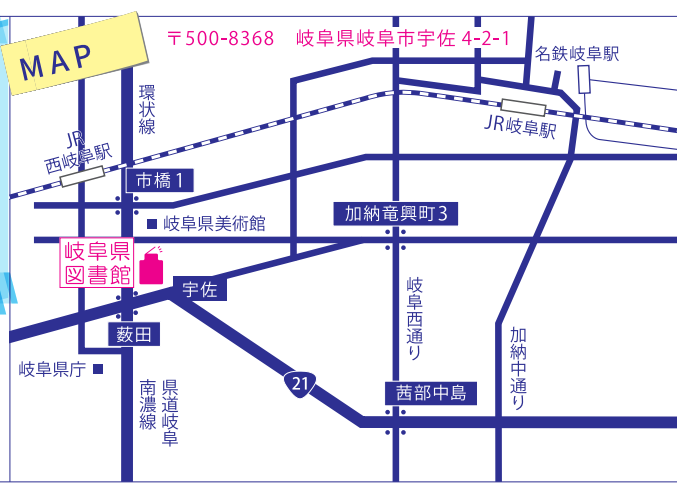 MAP
〒500-8368 岐阜県岐阜市宇佐 4-2-1
名鉄岐阜駅
環状線
JR岐阜駅
JR
西岐阜駅
市橋 1
岐阜県美術館
加納竜興町3
岐阜県
図書館
宇佐
岐阜西通り
薮田
加納中通り
岐阜県庁
21
県道岐阜
南濃線
茜部中島